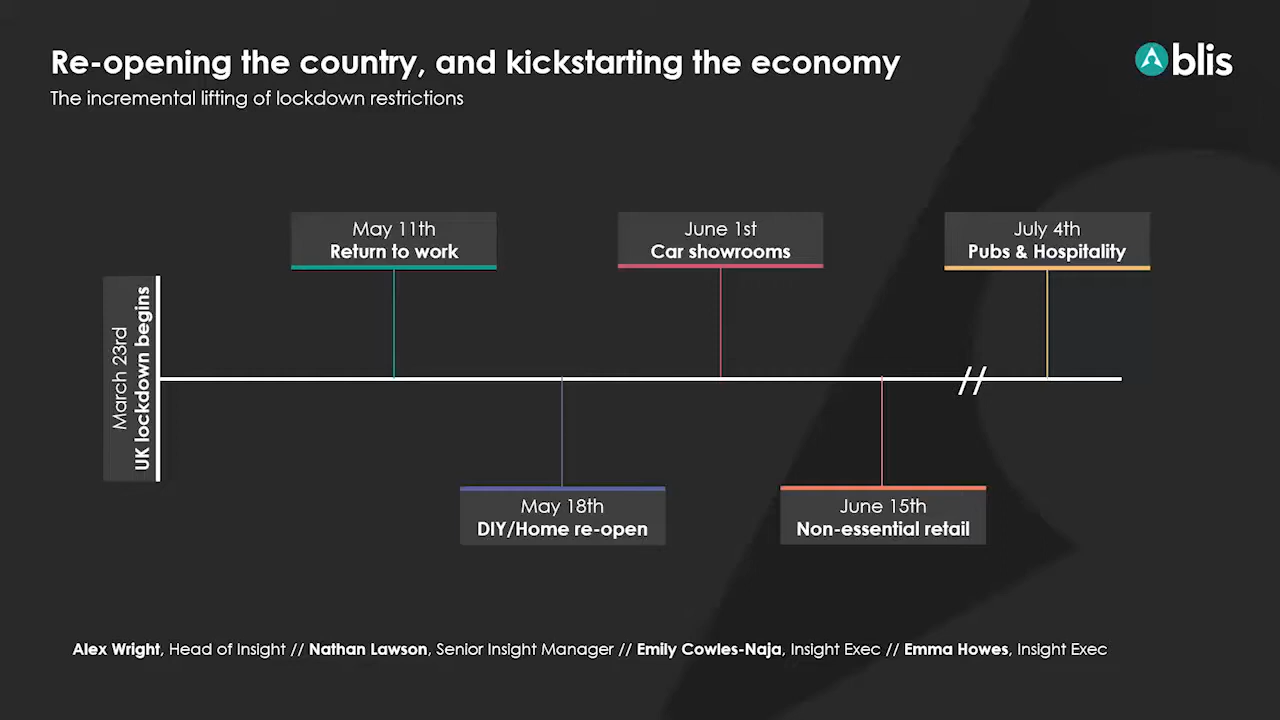 Re-opening the country, and kickstarting the economy
The incremental lifting of lockdown restrictions
blis
March 23rd
UK lockdown begins
May 11th
Return to work
May 18th
DIY/Home re-open
June 1st
Car showrooms
June 15th
Non-essential retail
//
July 4th
Pubs & Hospitality
Alex Wright, Head of Insight // Nathan Lawson, Senior Insight Manager // Emily Cowles-Naja, Insight Exec // Emma Howes, Insight Exec